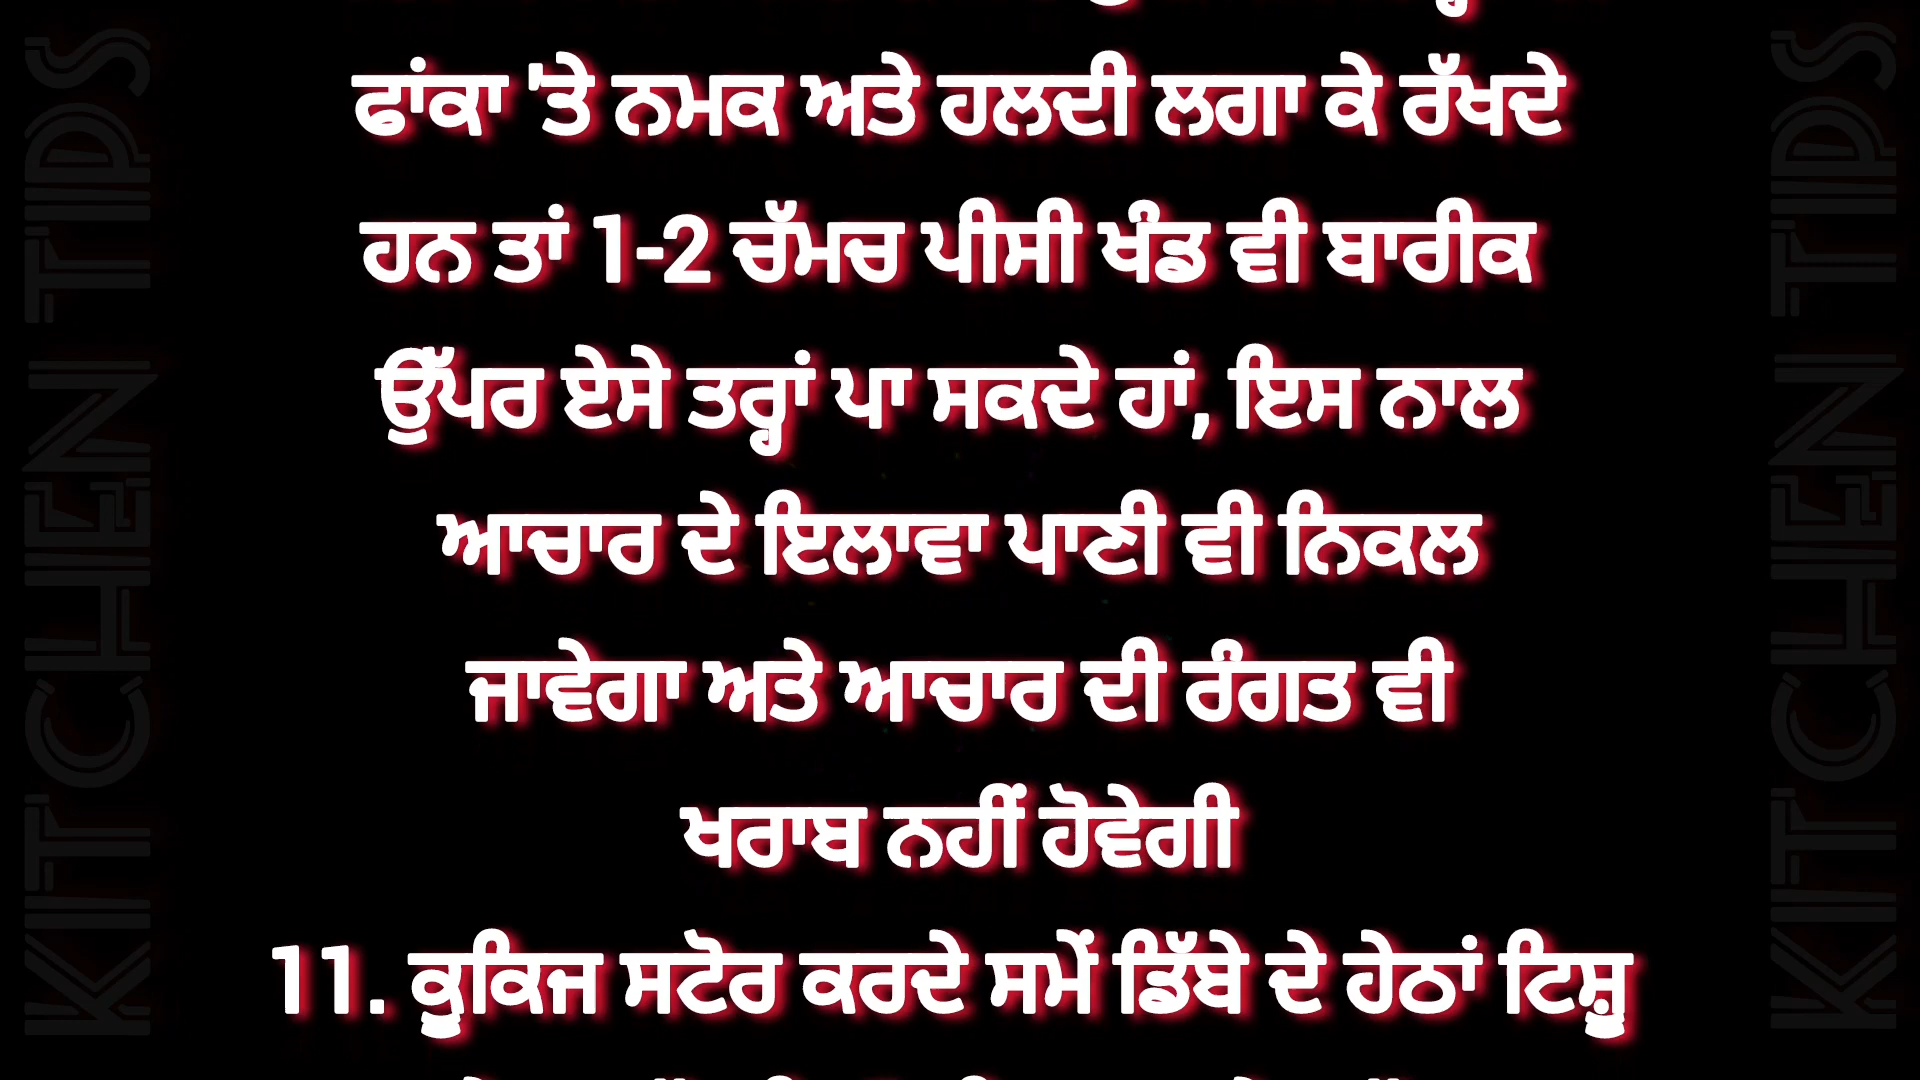 ਫਾਂਕਾ 'ਤੇ ਨਮਕ ਅਤੇ ਹਲਦੀ ਲਗਾ ਕੇ ਰੱਖਦੇ
ਹਨ ਤਾਂ 1-2 ਚੱਮਚ ਪੀਸੀ ਖੰਡ ਵੀ ਬਾਰੀਕ
ਉੱਪਰ ਏਸੇ ਤਰ੍ਹਾਂ ਪਾ ਸਕਦੇ ਹਾਂ, ਇਸ ਨਾਲ
ਆਚਾਰ ਦੇ ਇਲਾਵਾ ਪਾਣੀ ਵੀ ਨਿਕਲ
ਜਾਵੇਗਾ ਅਤੇ ਆਚਾਰ ਦੀ ਰੰਗਤ ਵੀ
ਖਰਾਬ ਨਹੀਂ ਹੋਵੇਗੀ
11. ਕੂਕਿਜ ਸਟੋਰ ਕਰਦੇ ਸਮੇਂ ਡਿੱਬੇ ਦੇ ਹੇਠਾਂ ਟਿਸ਼ੂ
KITCHEN TIPS
KITCHEN TIPS